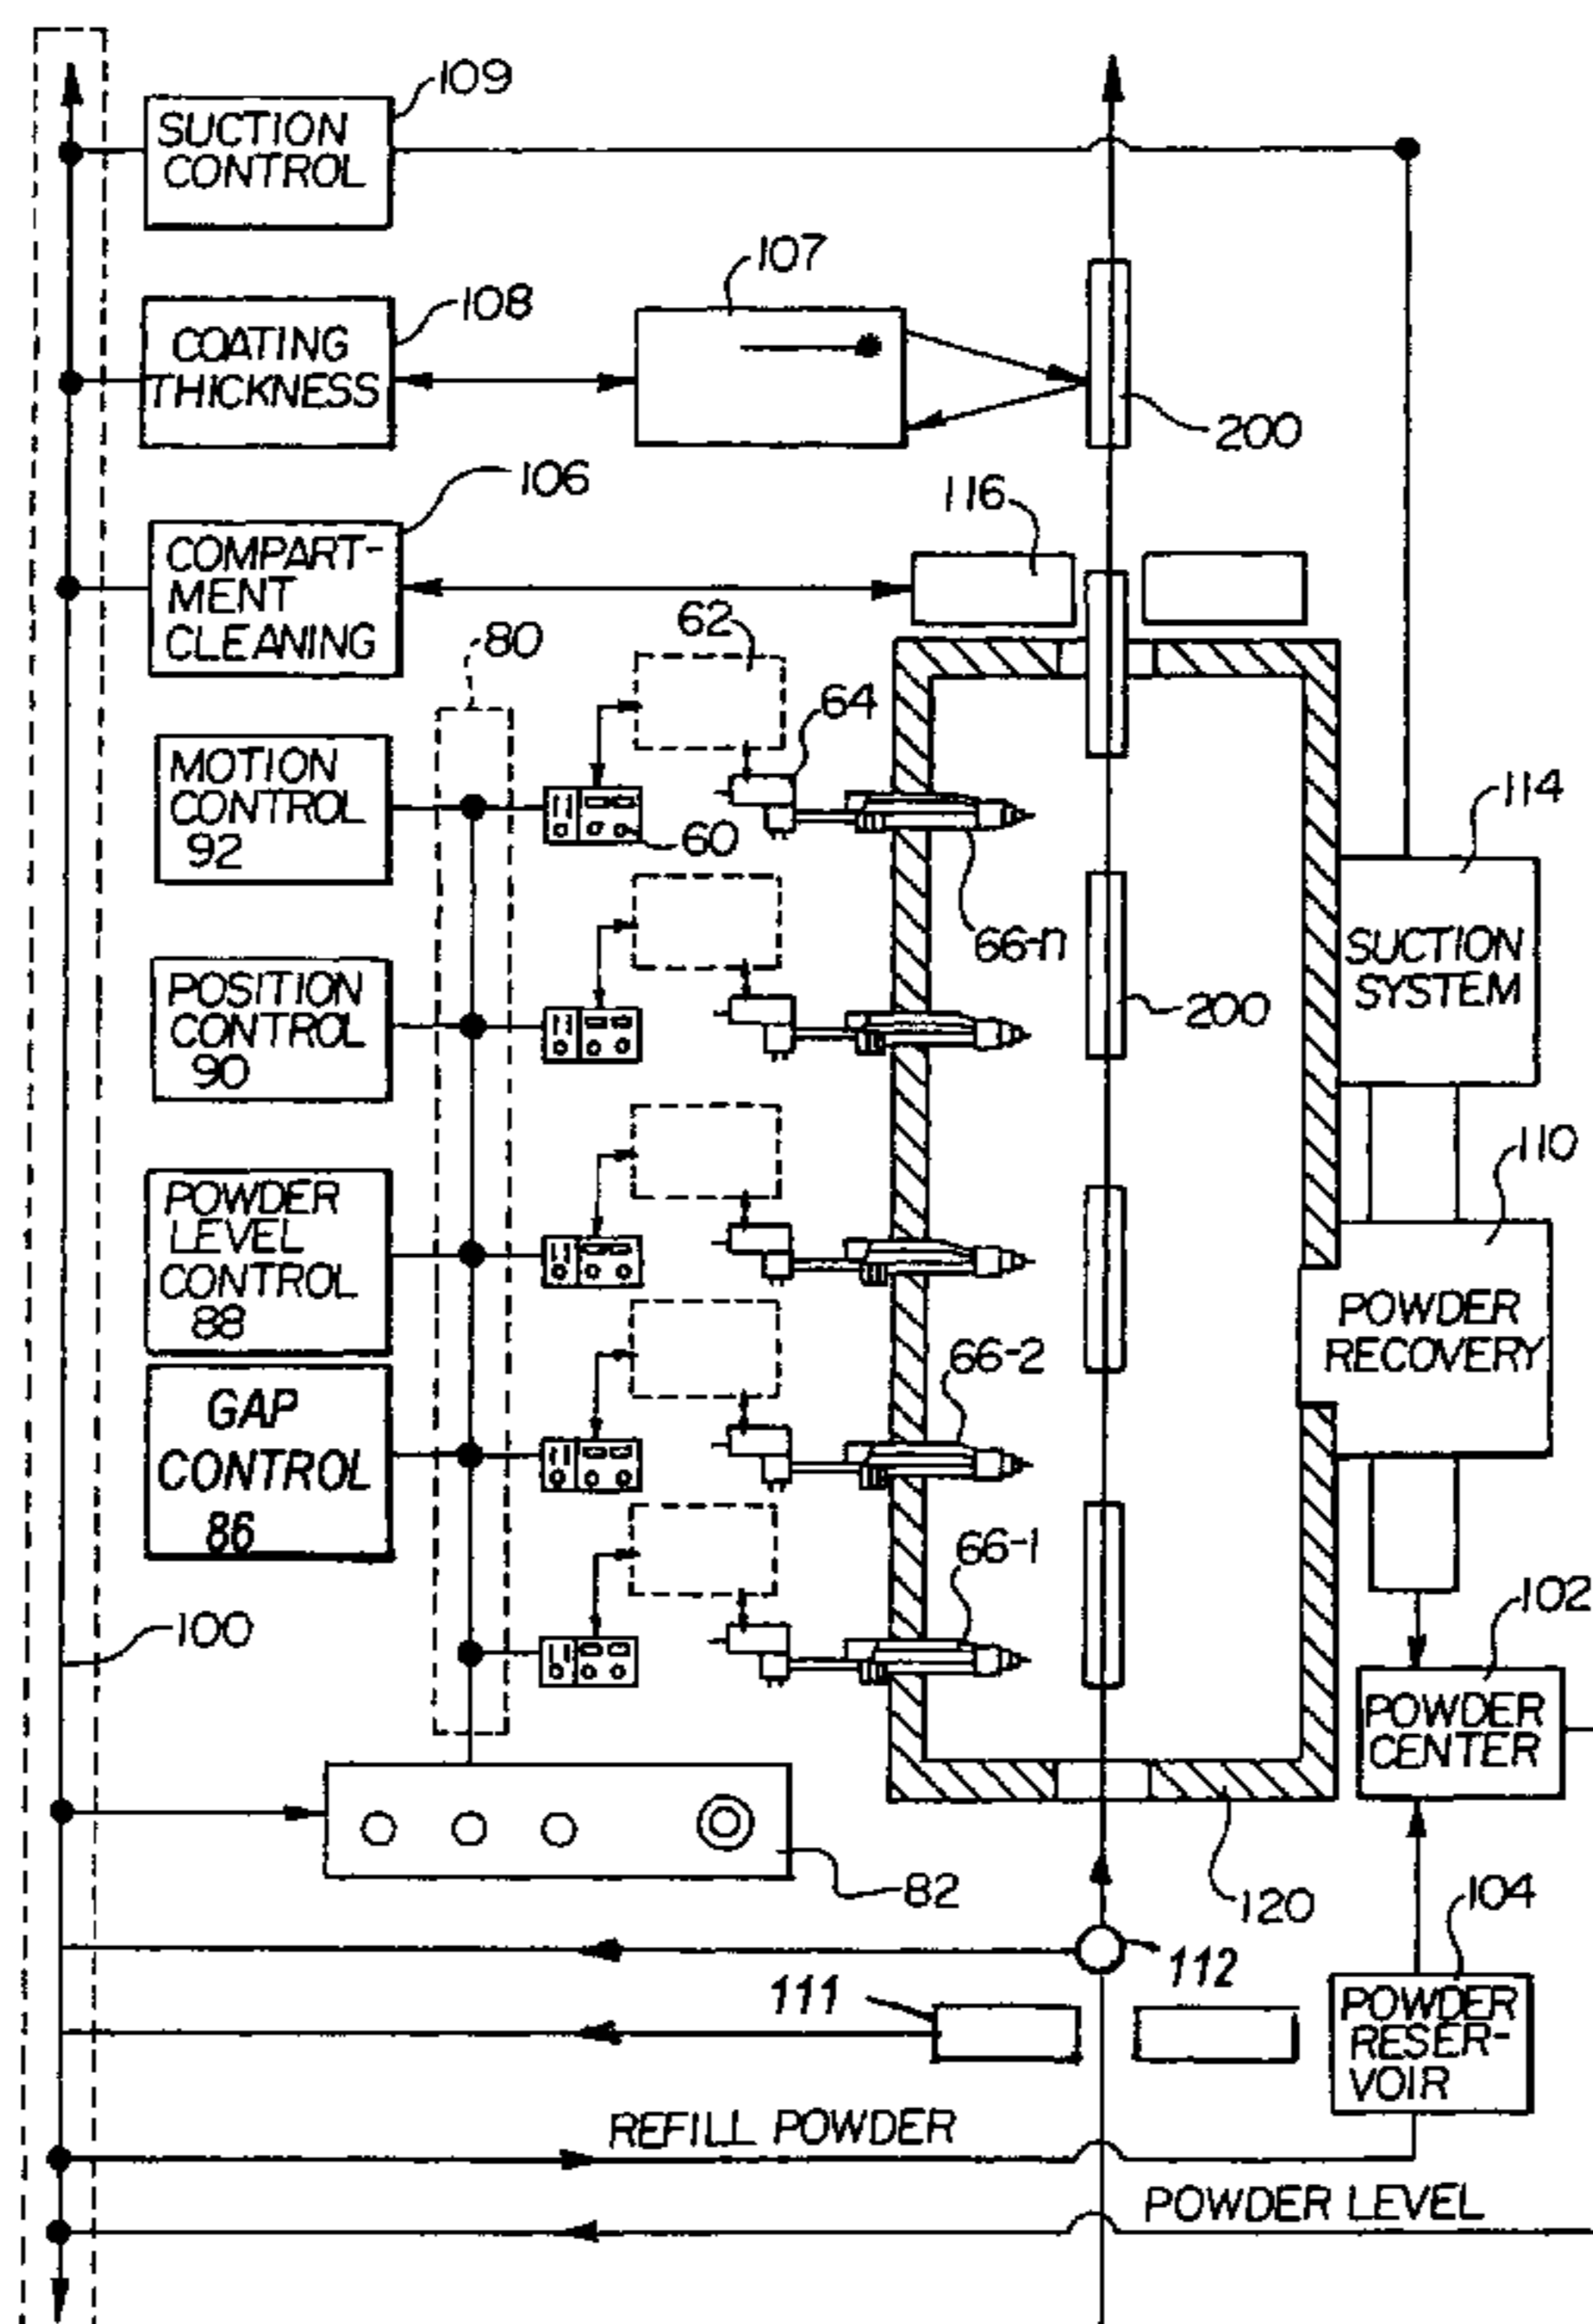 109
SUCTION
CONTROL
107
108
COATING
THICKNESS
200
106
116
COMPART-
MENT
CLEANING
80
62
64
MOTION
CONTROL
92
60
114
66-n
SUCTION
SYSTEM
POSITION
CONTROL
90
200
110
POWDER
LEVEL
CONTROL
88
POWDER
RECOVERY
66-2
GAP
CONTROL
86
66-1
102
100
POWDER
CENTER
82
120
104
112
111
POWDER
RESER-
VOIR
REFILL POWDER
POWDER LEVEL